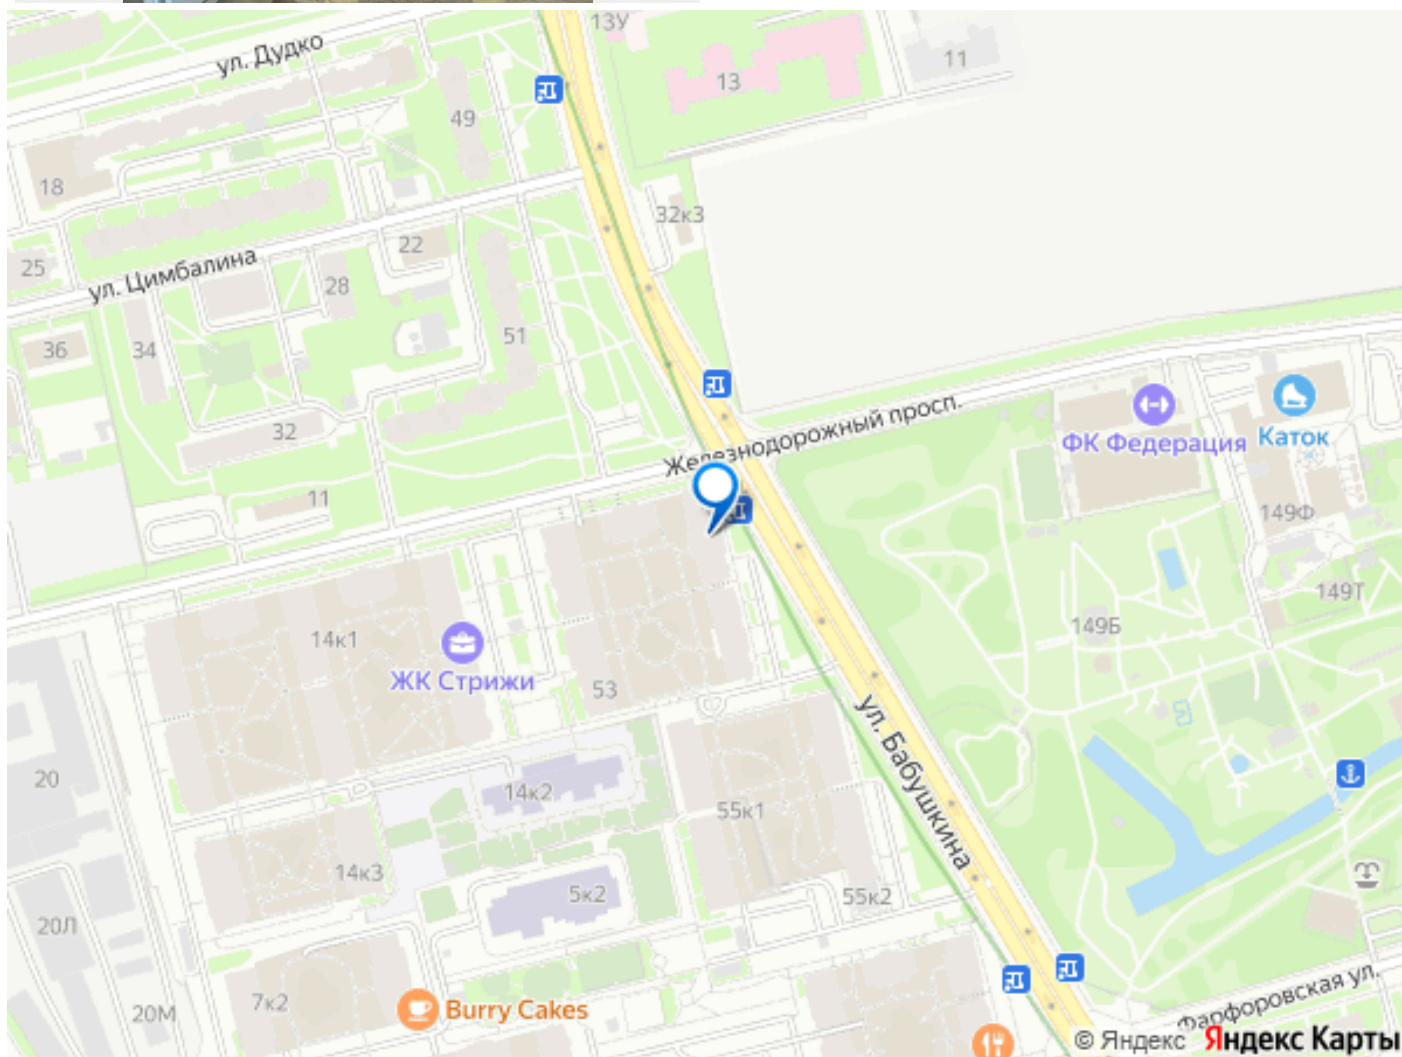 13У
ул. Дудко
13
11
49
18
32к3
22
25
ул. Цимбалина
28
51
36
34
32
Железнодорожный просп.
ФК Федерация
Каток
11
149Ф
149Т
14к1
149Б
ЖК Стрижи
53
ул. Бабушкина
20
14к2
55к1
14к3
5к2
55к2
20Л
7к2
20М
Burry Cakes
Фарфоровская ул.
© Яндекс Яндекс Карты